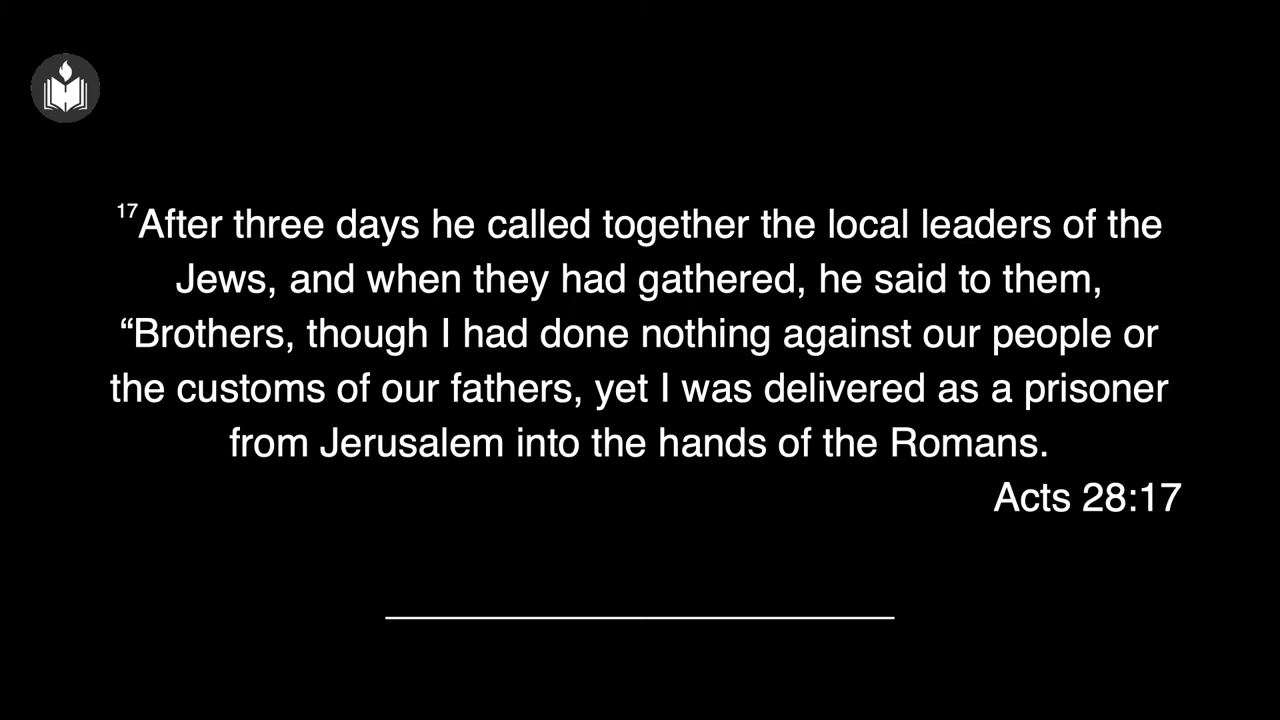 17After three days he called together the local leaders of the
Jews, and when they had gathered, he said to them,
“Brothers, though I had done nothing against our people or
the customs of our fathers, yet I was delivered as a prisoner
from Jerusalem into the hands of the Romans.
Acts 28:17